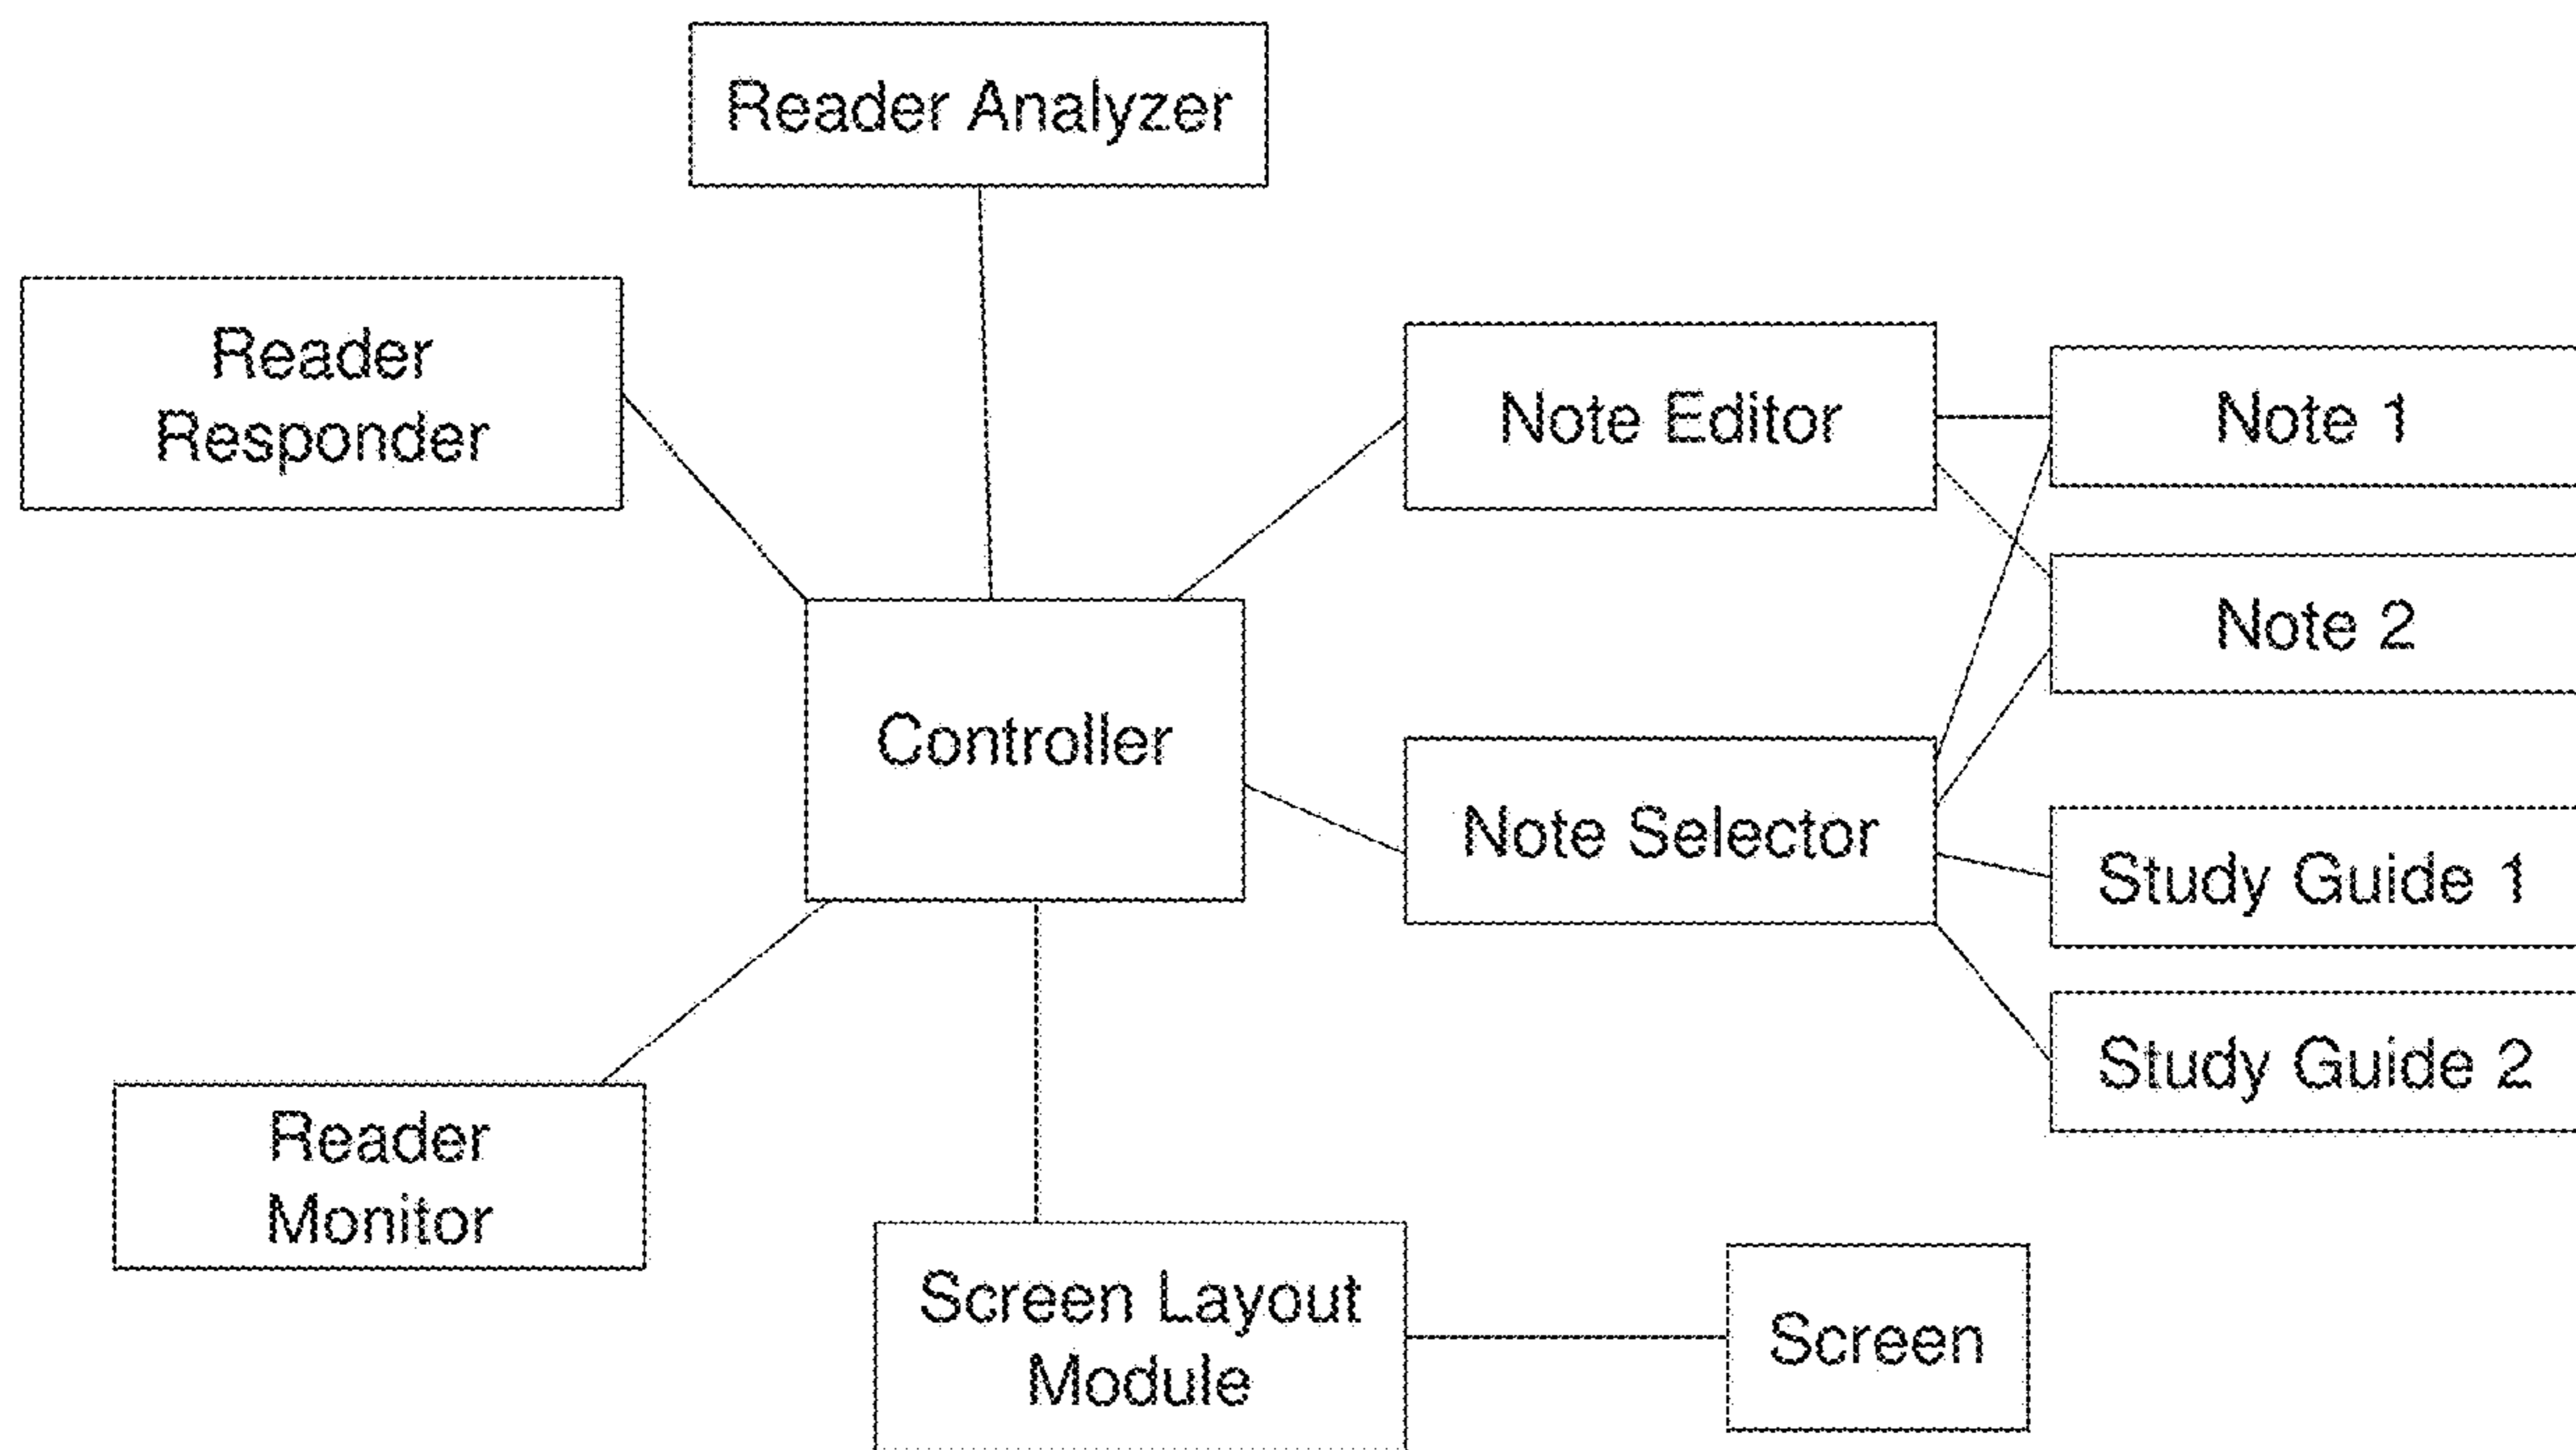 Reader Analyzer
Reader
Responder
Note Editor
Note 1
Note 2
Controller
Note Selector
Study Guide 1
Study Guide 2
Reader
Monitor
Screen Layout
Module
Screen